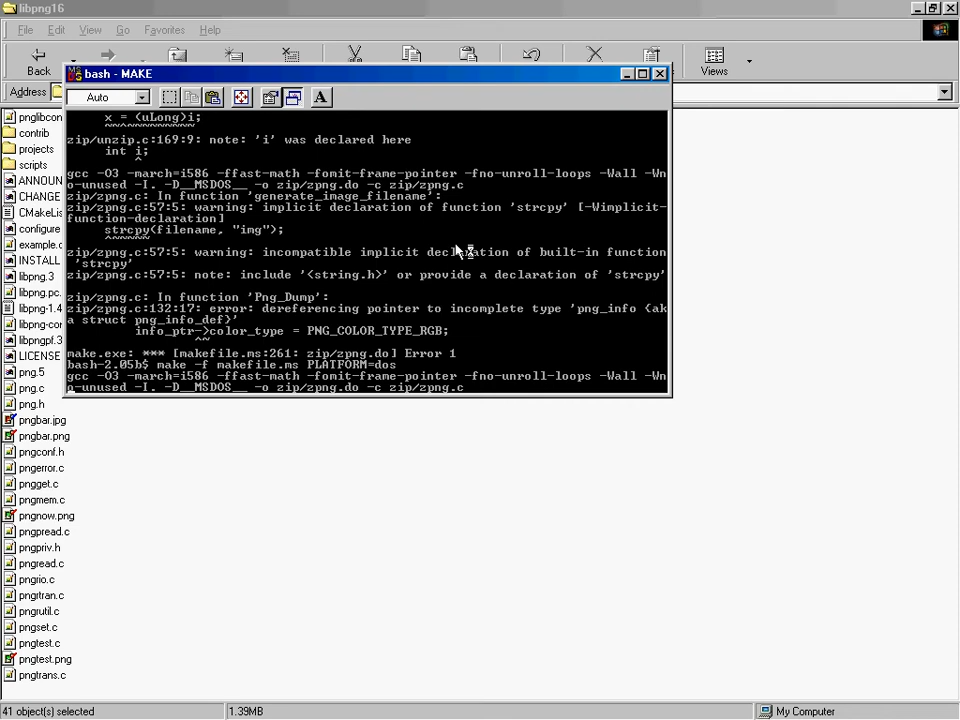 libpng16
File Edit View Go Favorites Help
Back
Views
Address
bash - MAKE
Auto
A
x = (uLong)i;
^~~~~~~~~~~~
zip/unzip.c:169:9: note: 'i' was declared here
int i;
^
gcc -O3 -march=i586 -ffast-math -fomit-frame-pointer -fno-unroll-loops -Wall -Wn
o-unused -I. -D__MSDOS__ -o zip/zpng.do -c zip/zpng.c
zip/zpng.c: In function 'generate_image_filename':
zip/zpng.c:57:5: warning: implicit declaration of function 'strcpy' [-Wimplicit-
function-declaration]
strcpy(filename, "img");
^~~~~~
zip/zpng.c:57:5: warning: incompatible implicit declaration of built-in function
'strcpy'
zip/zpng.c:57:5: note: include '<string.h>' or provide a declaration of 'strcpy'
zip/zpng.c: In function 'Png_Dump':
zip/zpng.c:132:17: error: dereferencing pointer to incomplete type 'png_info {ak
a struct png_info_def}'
info_ptr->color_type = PNG_COLOR_TYPE_RGB;
^~
make.exe: *** [makefile.ms:261: zip/zpng.do] Error 1
bash-2.05b$ make -f makefile.ms PLATFORM=dos
gcc -O3 -march=i586 -ffast-math -fomit-frame-pointer -fno-unroll-loops -Wall -Wn
o-unused -I. -D__MSDOS__ -o zip/zpng.do -c zip/zpng.c
pnglibcon
contrib
projects
scripts
ANNOUN
CHANGE
CMakeLis
configure
example.c
INSTALL
libpng.3
libpng.pc.
libpng-1.4
libpng-cor
libpngpf.3
LICENSE
png.5
png.c
png.h
pngbar.jpg
pngbar.png
pngconf.h
pngerror.c
pngget.c
pngmem.c
pngnow.png
pngpread.c
pngpriv.h
pngread.c
pngrio.c
pngrtran.c
pngrutil.c
pngset.c
pngtest.c
pngtest.png
pngtrans.c
41 object(s) selected
1.39MB
My Computer